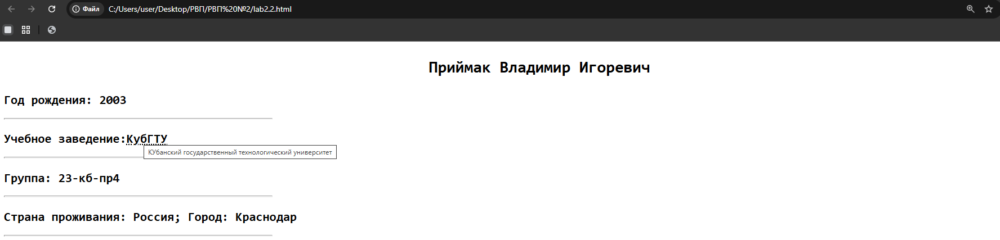 Файл C:/Users/user/Desktop/РВП/РВП%20№2/lab2.2.html
Приймак Владимир Игоревич
Год рождения: 2003
Учебное заведение:КубГТУ
КУбанский государственный технологический университет
Группа: 23-кб-пр4
Страна проживания: Россия; Город: Краснодар